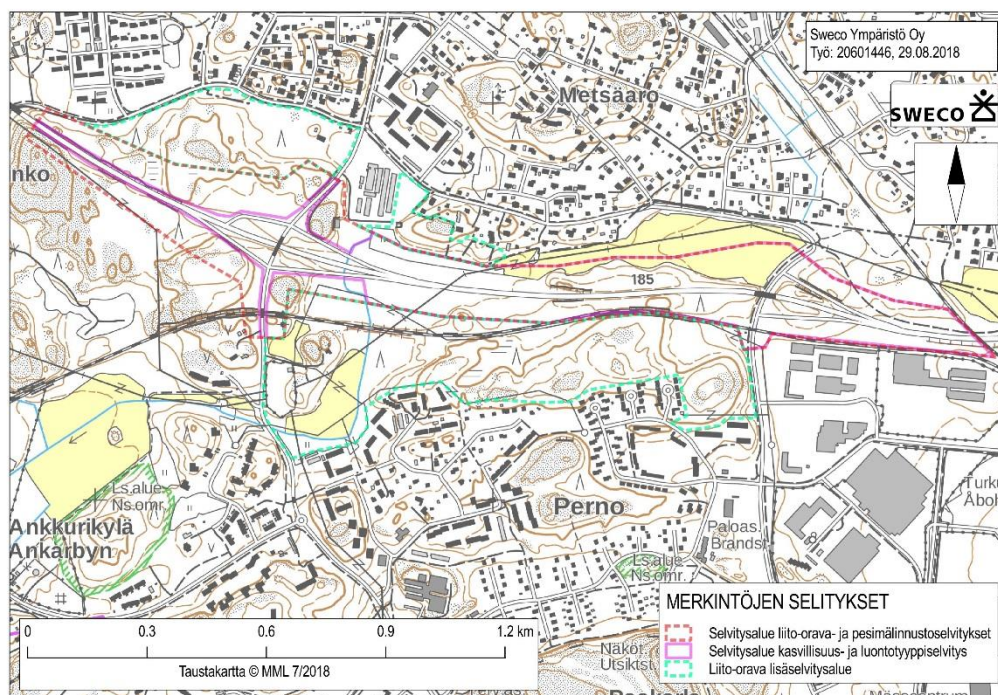 Sweco Ympäristö Oy
Työ: 20601446, 29.08.2018
SWECO
Metsäaro
nko
185
Ls.alue
Ns.omr.
Ankkurikylä
Ankarbyn
Perno
Paloas.
Brandst.
Turku
Ls.alue
Ns.omr.
Näköt.
Utsiktst.
MERKINTÖJEN SELITYKSET
Selvitysalue liito-orava- ja pesimälinnustoselvitykset
Selvitysalue kasvillisuus- ja luontotyyppiselvitys
Liito-orava lisäselvitysalue
0 0.3 0.6 0.9 1.2 km
Taustakartta © MML 7/2018